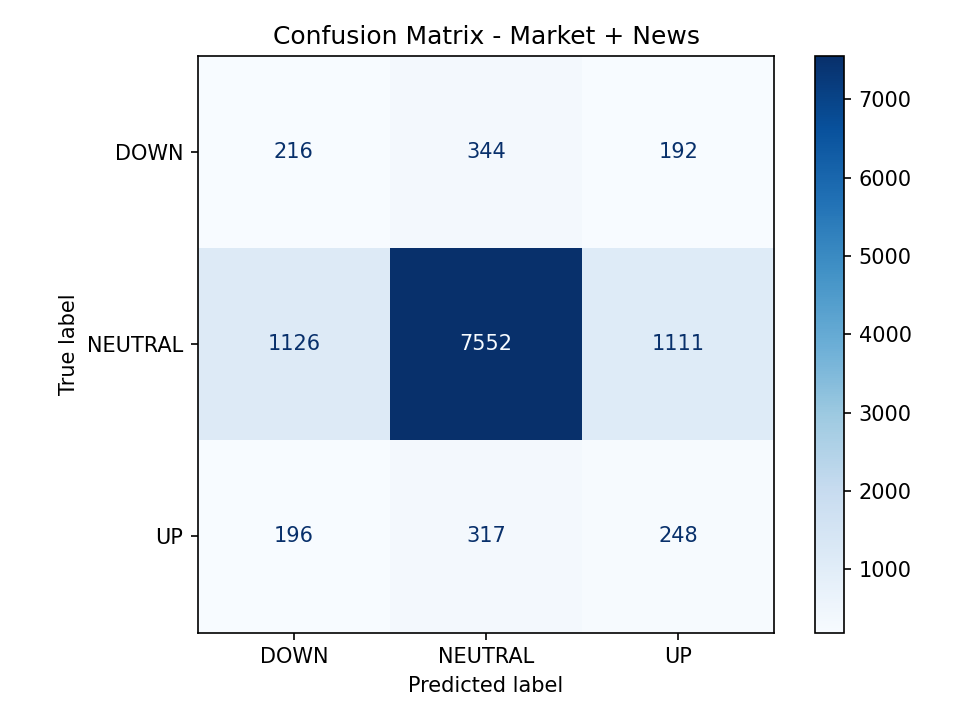 Confusion Matrix - Market + News
DOWN 216 344 192
NEUTRAL 1126 7552 1111
UP 196 317 248
DOWN NEUTRAL UP
Predicted label
True label
7000
6000
5000
4000
3000
2000
1000